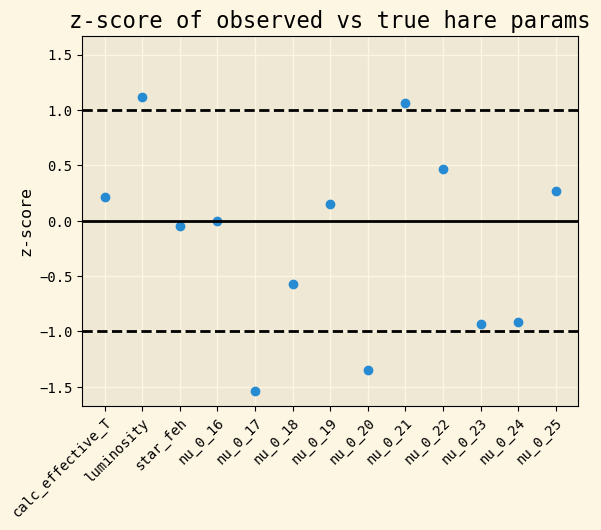 z-score of observed vs true hare params
z-score
1.5
1.0
0.5
0.0
−0.5
−1.0
−1.5
calc_effective_T
luminosity
star_feh
nu_0_16
nu_0_17
nu_0_18
nu_0_19
nu_0_20
nu_0_21
nu_0_22
nu_0_23
nu_0_24
nu_0_25